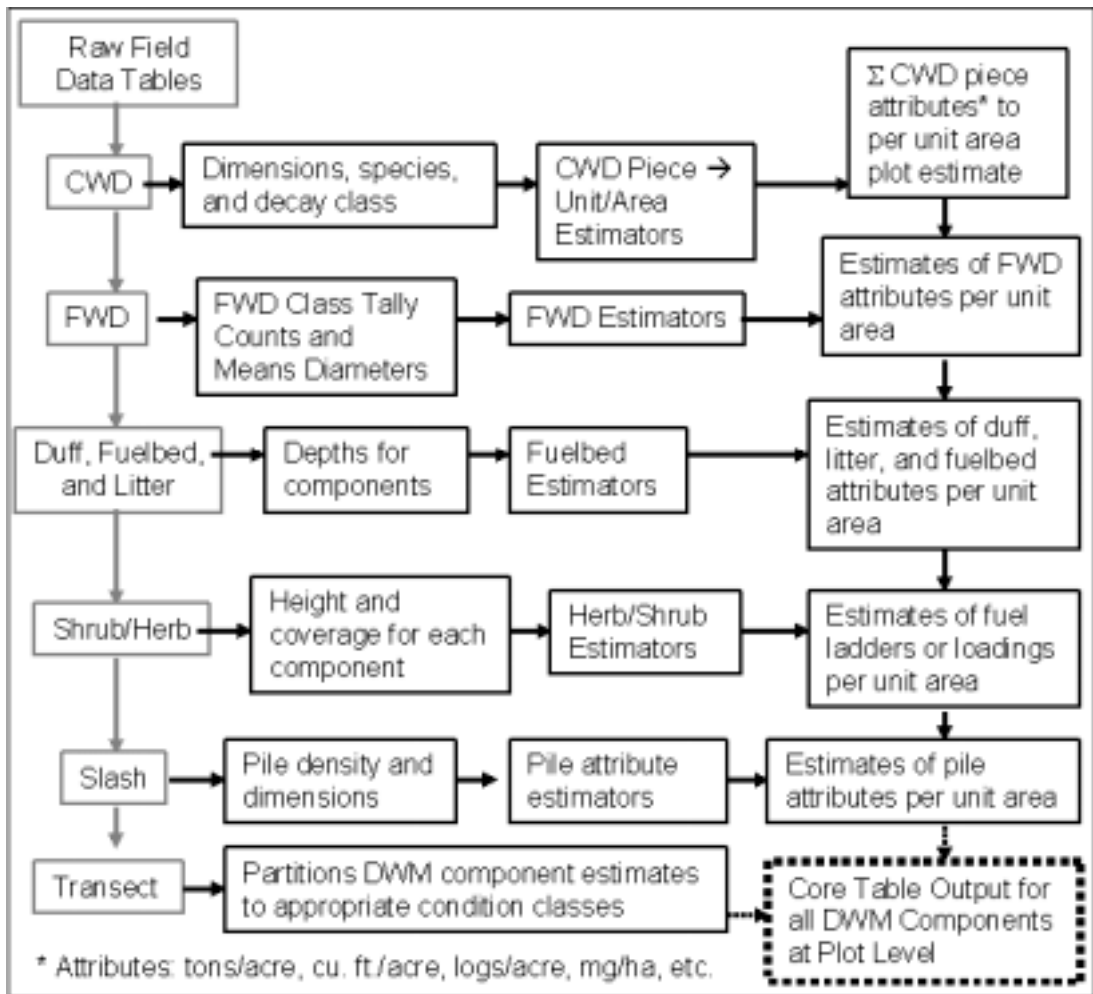 Raw Field
Data Tables
Σ CWD piece
attributes* to
per unit area
plot estimate
CWD
Dimensions, species,
and decay class
CWD Piece →
Unit/Area
Estimators
FWD
FWD Class Tally
Counts and
Means Diameters
FWD Estimators
Estimates of FWD
attributes per unit
area
Duff, Fuelbed,
and Litter
Depths for
components
Fuelbed
Estimators
Estimates of duff,
litter, and fuelbed
attributes per unit
area
Shrub/Herb
Height and
coverage for each
component
Herb/Shrub
Estimators
Estimates of fuel
ladders or loadings
per unit area
Slash
Pile density and
dimensions
Pile attribute
estimators
Estimates of pile
attributes per unit area
Transect
Partitions DWM component estimates
to appropriate condition classes
Core Table Output for
all DWM Components
at Plot Level
* Attributes: tons/acre, cu. ft./acre, logs/acre, mg/ha, etc.